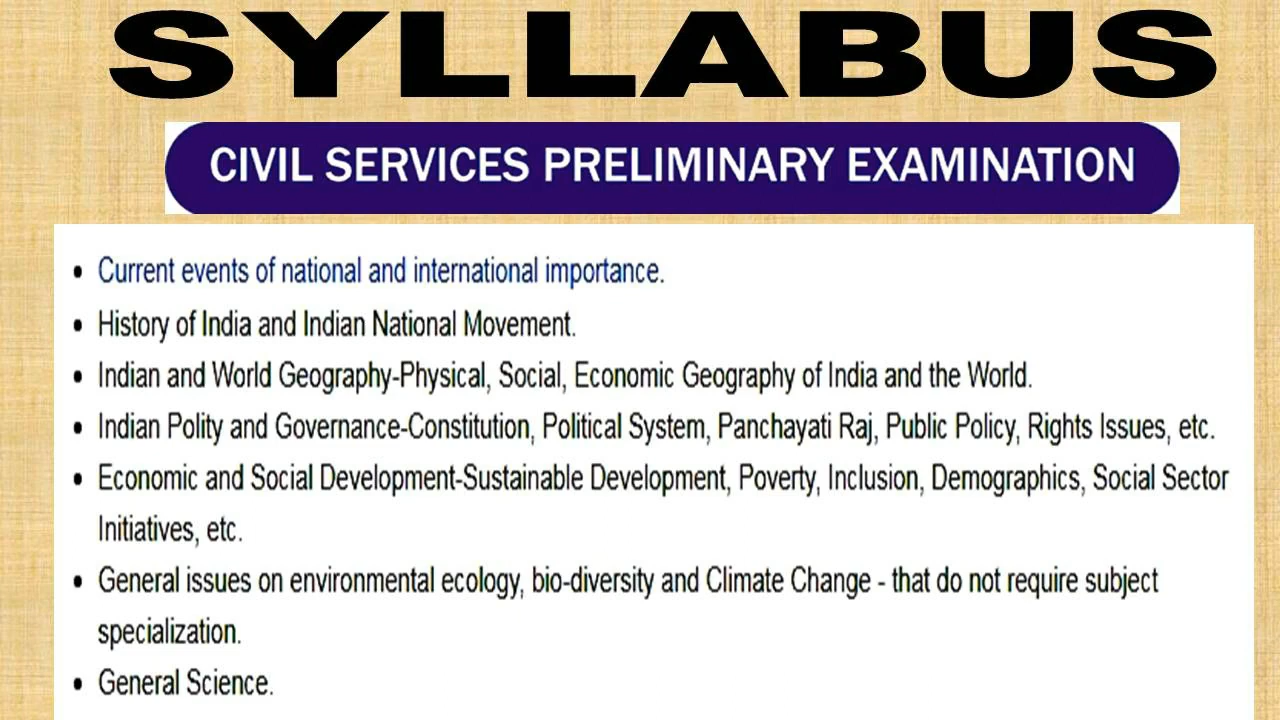 SYLLABUS
CIVIL SERVICES PRELIMINARY EXAMINATION
• Current events of national and international importance.
• History of India and Indian National Movement.
• Indian and World Geography-Physical, Social, Economic Geography of India and the World.
• Indian Polity and Governance-Constitution, Political System, Panchayati Raj, Public Policy, Rights Issues, etc.
• Economic and Social Development-Sustainable Development, Poverty, Inclusion, Demographics, Social Sector
Initiatives, etc.
• General issues on environmental ecology, bio-diversity and Climate Change - that do not require subject
specialization.
• General Science.